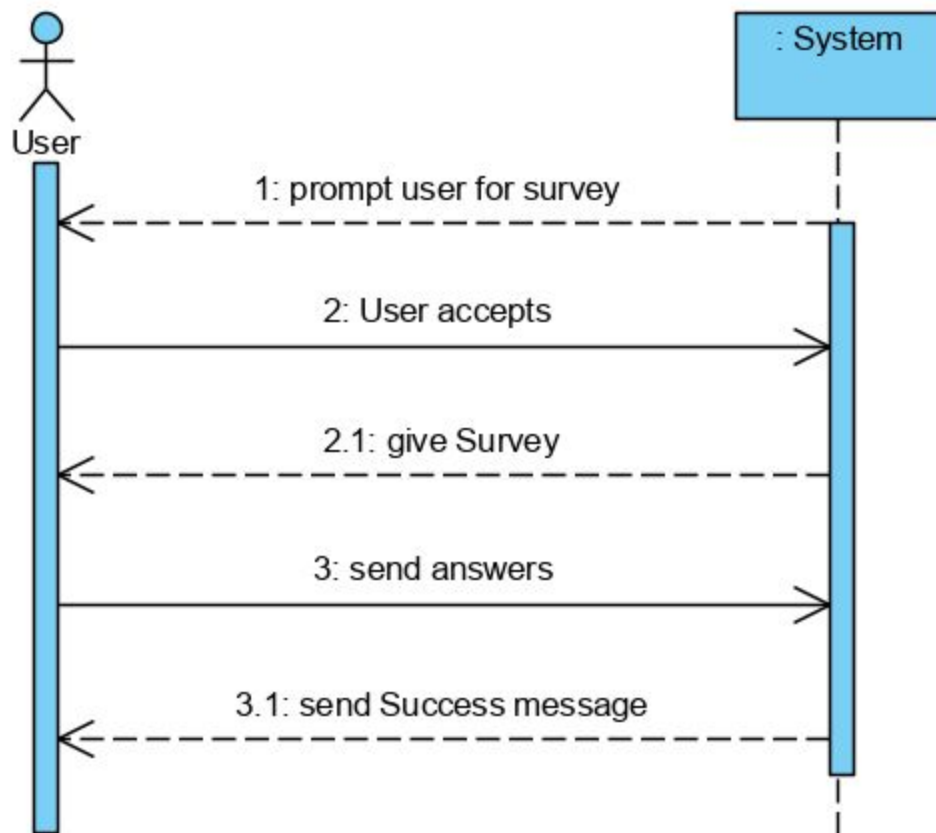 : System
User
1: prompt user for survey
2: User accepts
2.1: give Survey
3: send answers
3.1: send Success message